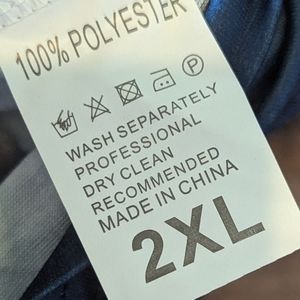 100% POLYESTER
P
WASH SEPARATELY
PROFESSIONAL
DRY CLEAN
RECOMMENDED
MADE IN CHINA
2XL